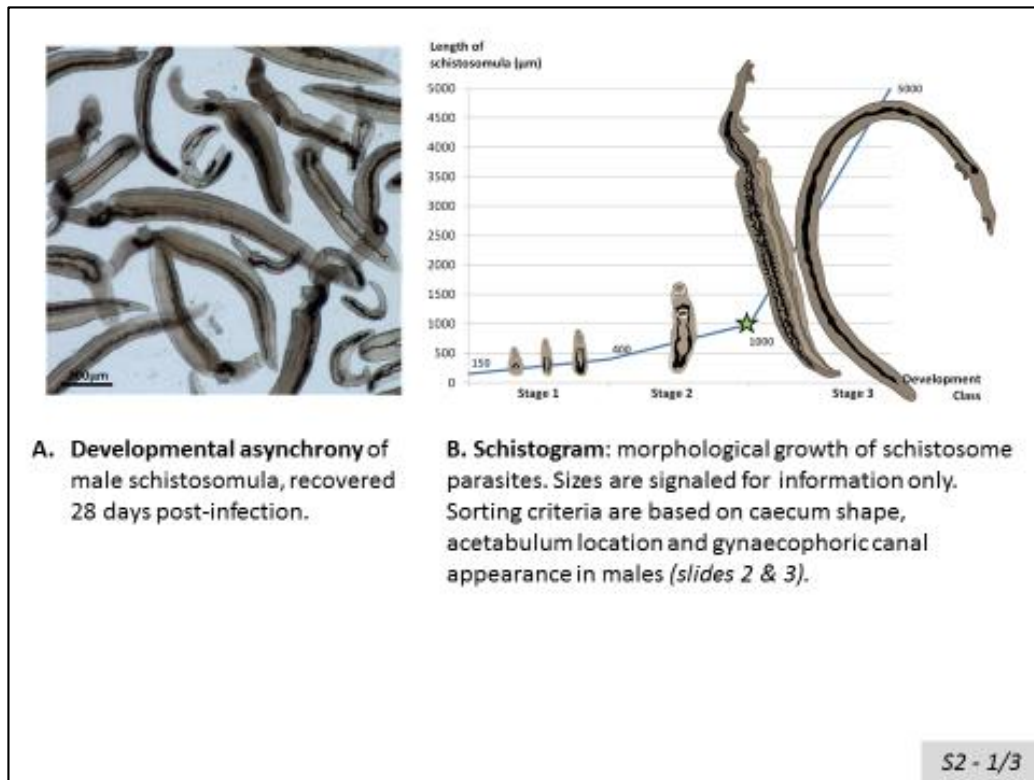 Length of
schistosomula (µm)
5000
4500
4000
3500
3000
2500
2000
1500
1000
500
0
150
400
1000
5000
Stage 1
Stage 2
Stage 3
Development
Class
A. Developmental asynchrony of
male schistosomula, recovered
28 days post-infection.
B. Schistogram: morphological growth of schistosome
parasites. Sizes are signaled for information only.
Sorting criteria are based on caecum shape,
acetabulum location and gynaecophoric canal
appearance in males (slides 2 & 3).
S2 - 1/3